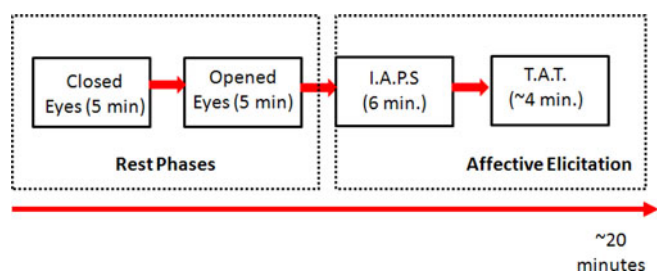 Closed
Eyes (5 min)
Opened
Eyes (5 min)
I.A.P.S
(6 min.)
T.A.T.
(~4 min.)
Rest Phases
Affective Elicitation
~20
minutes